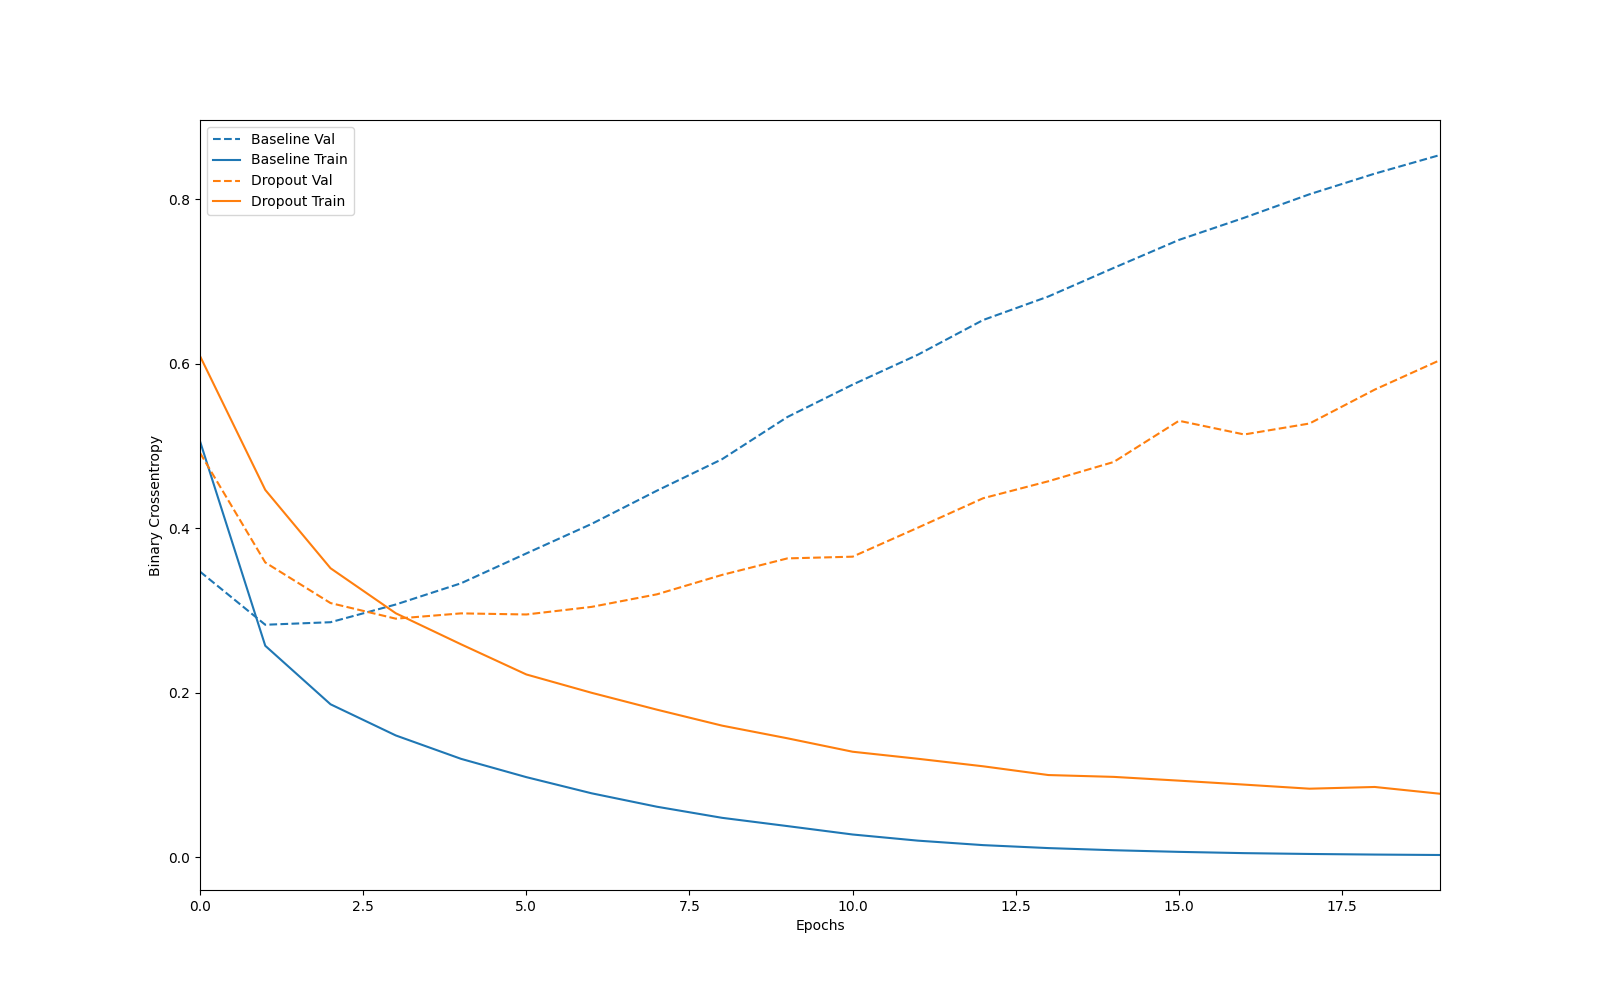 Baseline Val
Baseline Train
Dropout Val
Dropout Train
0.8
0.6
0.4
0.2
0.0
Binary Crossentropy
0.0 2.5 5.0 7.5 10.0 12.5 15.0 17.5
Epochs